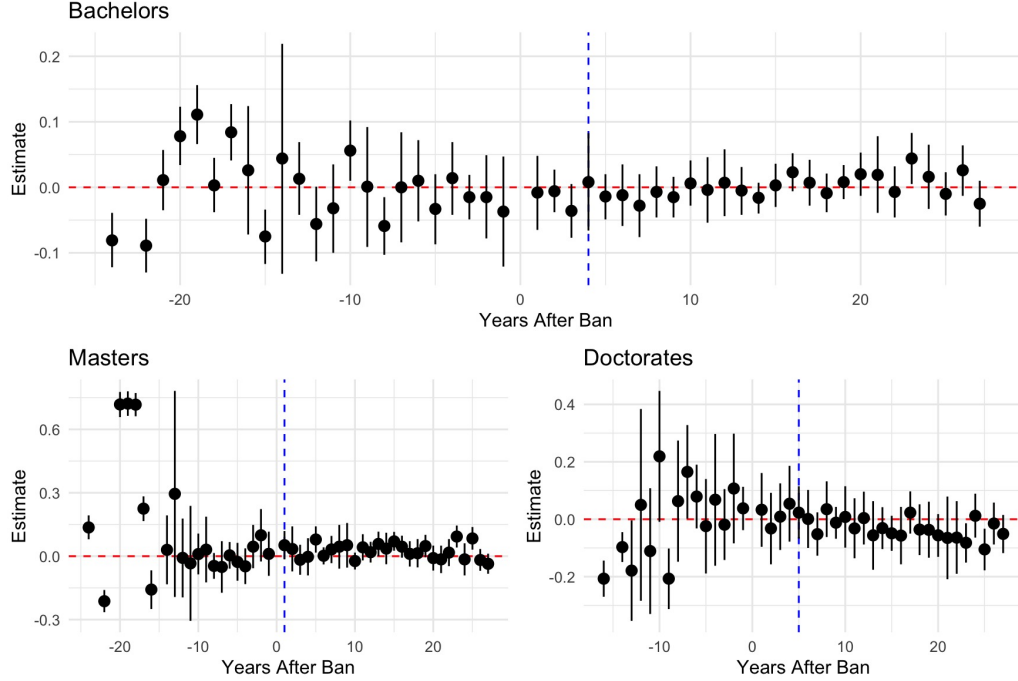 Bachelors
0.2
0.1
0.0
-0.1
Estimate
-20 -10 0 10 20
Years After Ban
Masters
0.6
0.3
0.0
-0.3
Estimate
-20 -10 0 10 20
Years After Ban
Doctorates
0.4
0.2
0.0
-0.2
Estimate
-10 0 10 20
Years After Ban